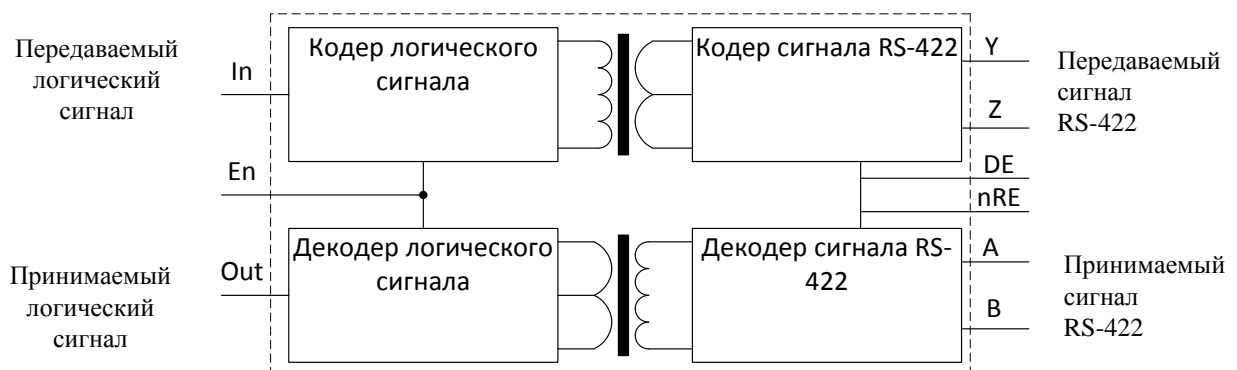 Передаваемый
логический
сигнал
In
Кодер логического
сигнала
Кодер сигнала RS-422
Y
Z
Передаваемый
сигнал
RS-422
En
DE
nRE
Принимаемый
логический
сигнал
Out
Декодер логического
сигнала
Декодер сигнала RS-
422
A
B
Принимаемый
сигнал
RS-422